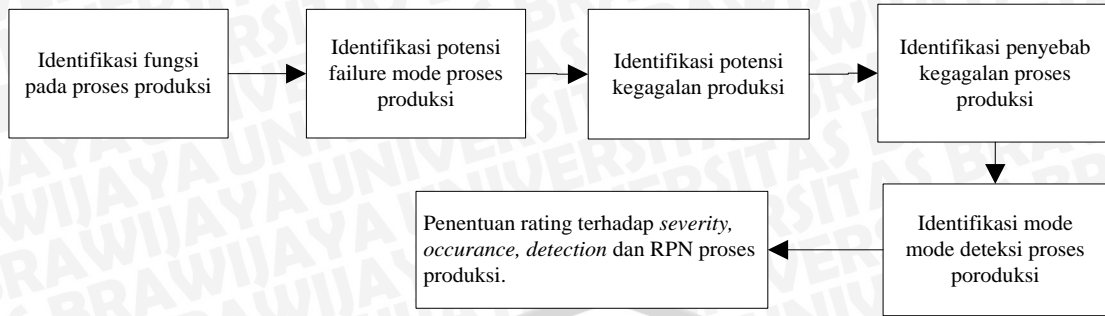 Identifikasi fungsi
pada proses produksi
Identifikasi potensi
failure mode proses
produksi
Identifikasi potensi
kegagalan produksi
Identifikasi penyebab
kegagalan proses
produksi
Identifikasi mode
mode deteksi proses
poroduksi
Penentuan rating terhadap severity,
occurance, detection dan RPN proses
produksi.